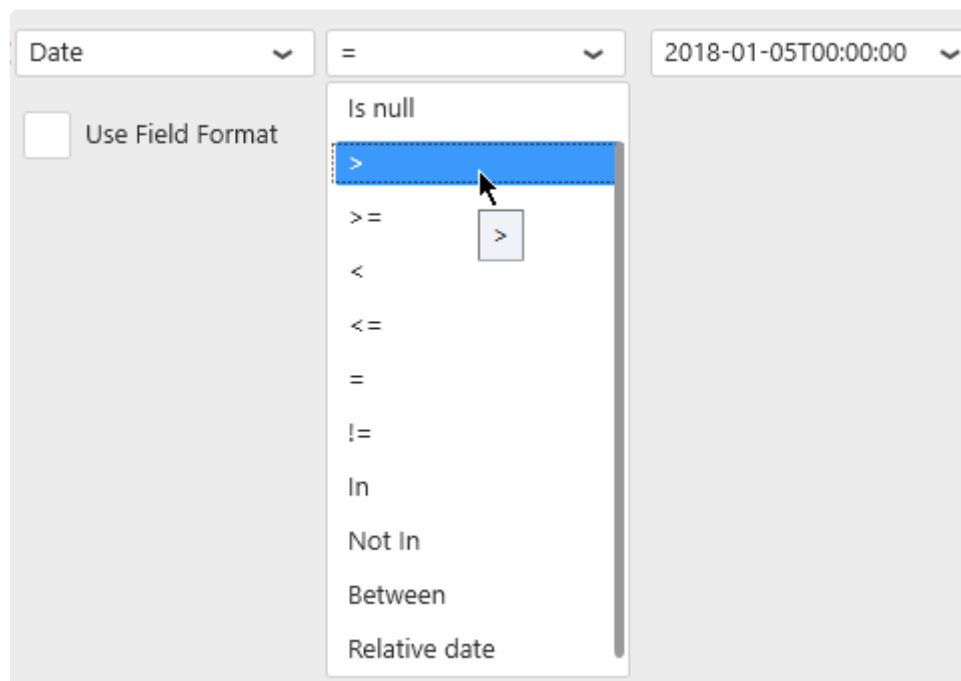 Date = 2018-01-05T00:00:00
Use Field Format
Is null
>
>=
>
<
<=
=
!=
In
Not In
Between
Relative date